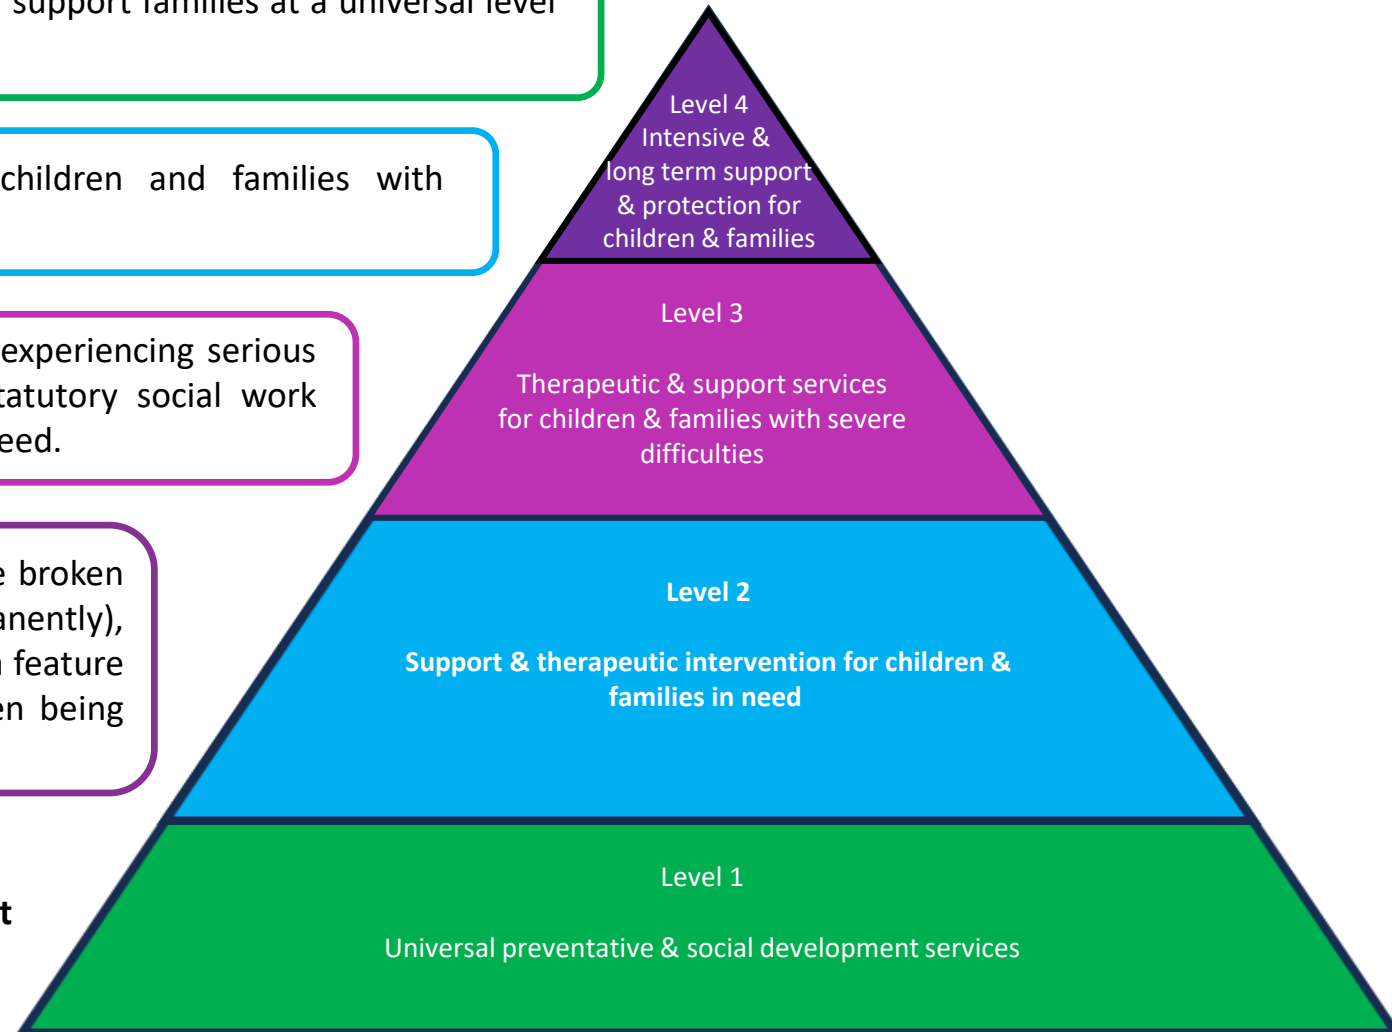 support families at a universal level
children and families with
experiencing serious
tatutory social work
eed.
e broken
anently),
feature
en being
t
Level 4
Intensive &
long term support
& protection for
children & families
Level 3
Therapeutic & support services
for children & families with severe
difficulties
Level 2
Support & therapeutic intervention for children &
families in need
Level 1
Universal preventative & social development services